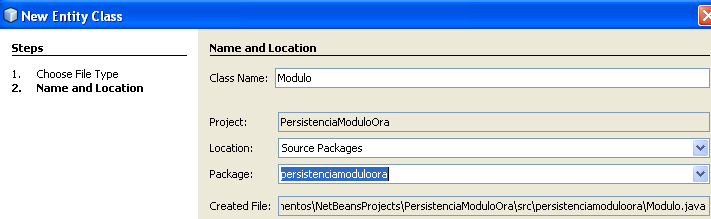 New Entity Class
Steps
1. Choose File Type
2. Name and Location
Name and Location
Class Name: Modulo
Project: PersistenciaModuloOra
Location: Source Packages
Package: persistenciamoduloora
Created File: nentos\NetBeansProjects\PersistenciaModuloOra\src\persistenciamoduloora\Modulo.java